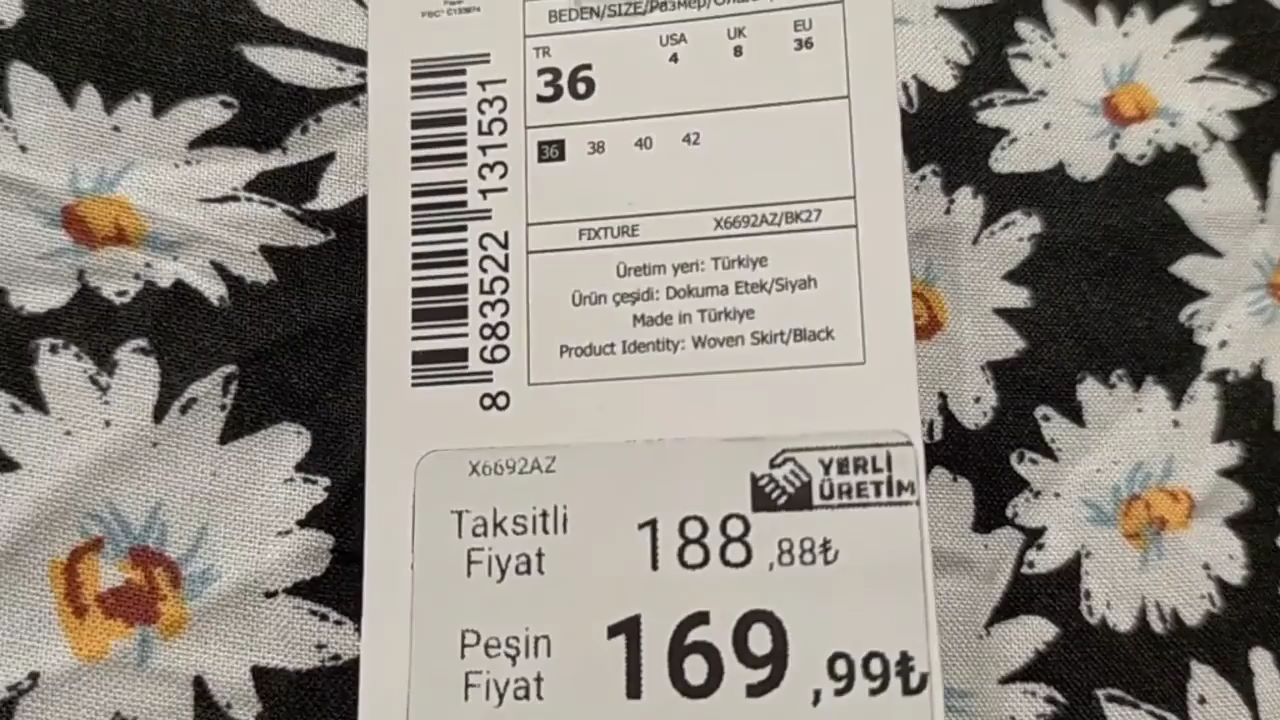 BEDEN/SIZE/Размер/
TR USA UK EU
36 4 8 36
36 38 40 42
FIXTURE X6692AZ/BK27
Üretim yeri: Türkiye
Ürün çeşidi: Dokuma Etek/Siyah
Made in Türkiye
Product Identity: Woven Skirt/Black
8 683522 131531
X6692AZ
YERLİ
ÜRETİM
Taksitli
Fiyat
188,88₺
Peşin
Fiyat
169,99₺